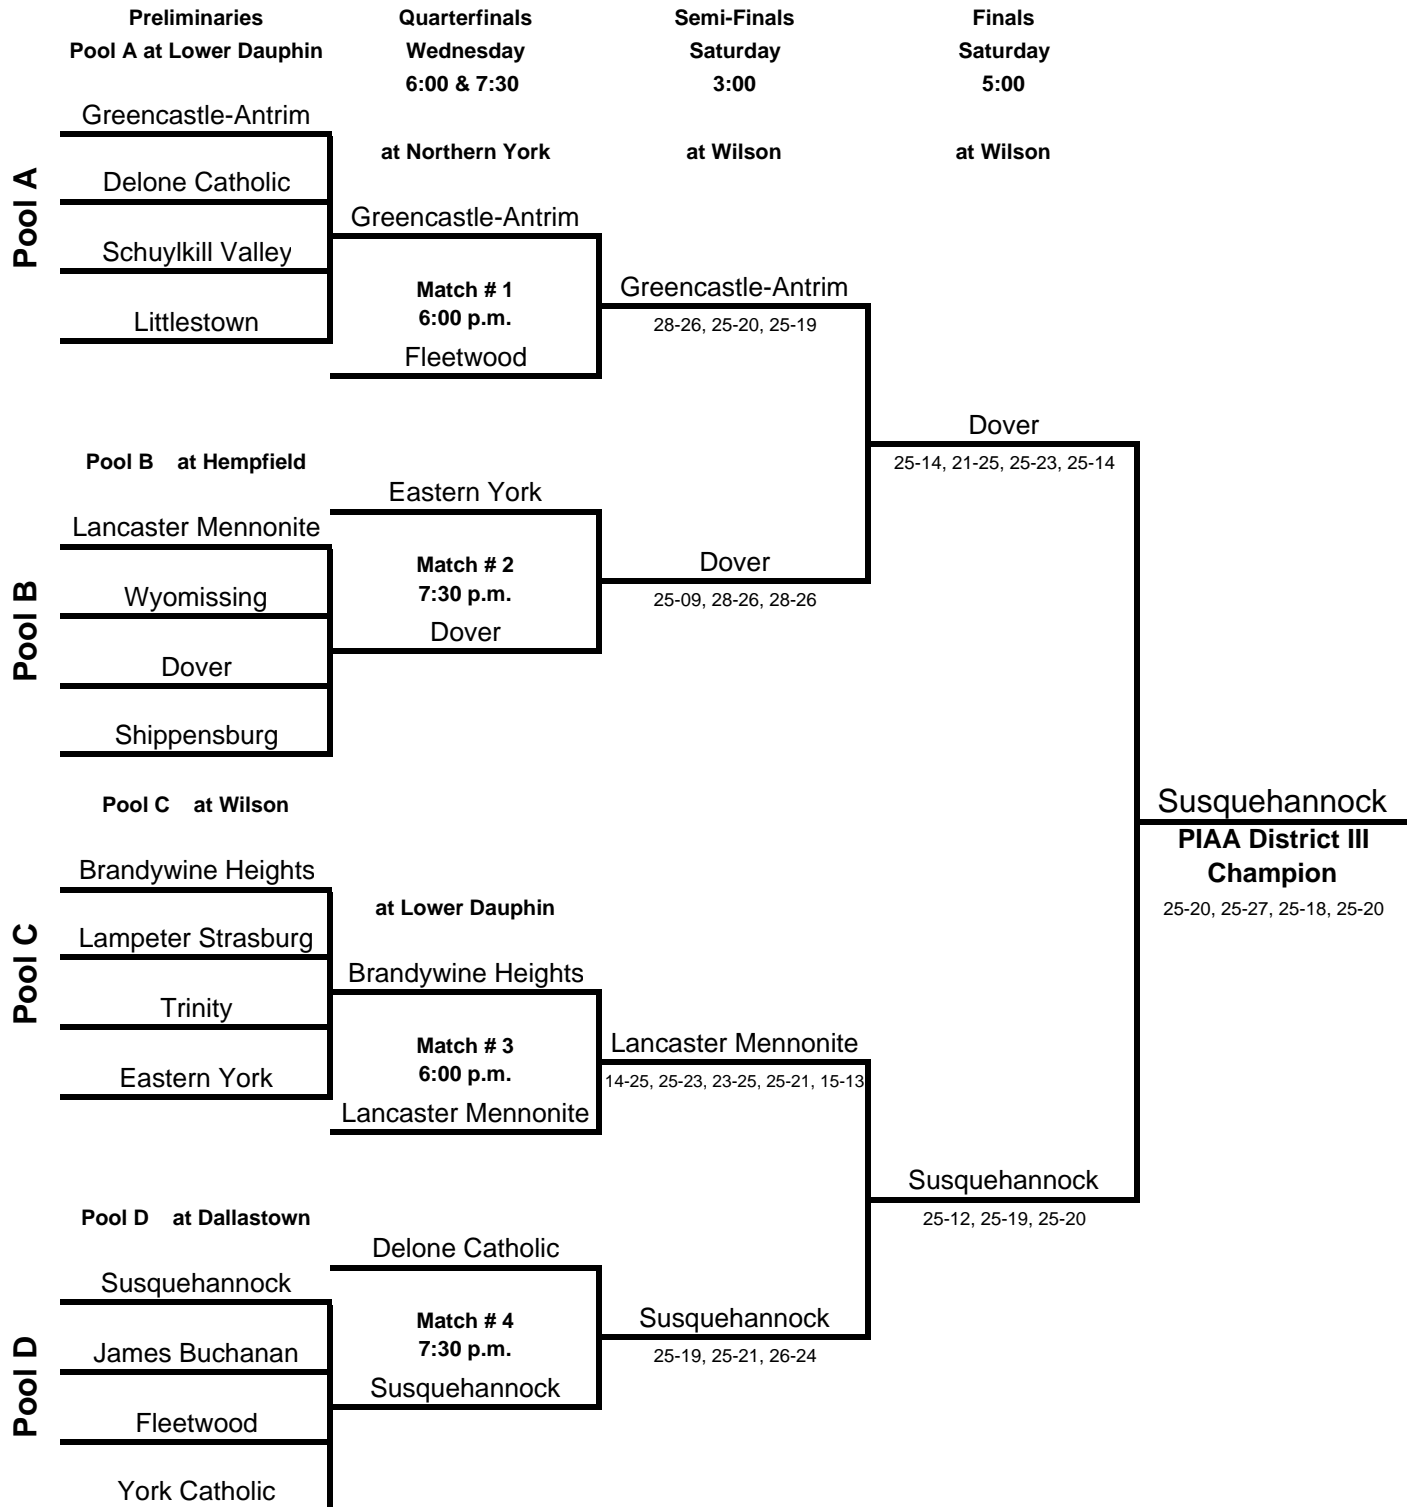 Preliminaries
Quarterfinals
Semi-Finals
Finals
Pool A at Lower Dauphin
Wednesday
Saturday
Saturday
6:00 & 7:30
3:00
5:00
Greencastle-Antrim
at Northern York
at Wilson
at Wilson
Pool A
Delone Catholic
Greencastle-Antrim
Schuylkill Valley
Match # 1
6:00 p.m.
Greencastle-Antrim
28-26, 25-20, 25-19
Littlestown
Fleetwood
Dover
25-14, 21-25, 25-23, 25-14
Pool B at Hempfield
Eastern York
Lancaster Mennonite
Match # 2
7:30 p.m.
Dover
25-09, 28-26, 28-26
Pool B
Wyomissing
Dover
Dover
Shippensburg
Pool C at Wilson
Susquehannock
PIAA District III
Champion
25-20, 25-27, 25-18, 25-20
Brandywine Heights
at Lower Dauphin
Pool C
Lampeter Strasburg
Brandywine Heights
Trinity
Match # 3
6:00 p.m.
Lancaster Mennonite
14-25, 25-23, 23-25, 25-21, 15-13
Eastern York
Lancaster Mennonite
Susquehannock
25-12, 25-19, 25-20
Pool D at Dallastown
Delone Catholic
Susquehannock
Match # 4
7:30 p.m.
Susquehannock
25-19, 25-21, 26-24
Pool D
James Buchanan
Susquehannock
Fleetwood
York Catholic